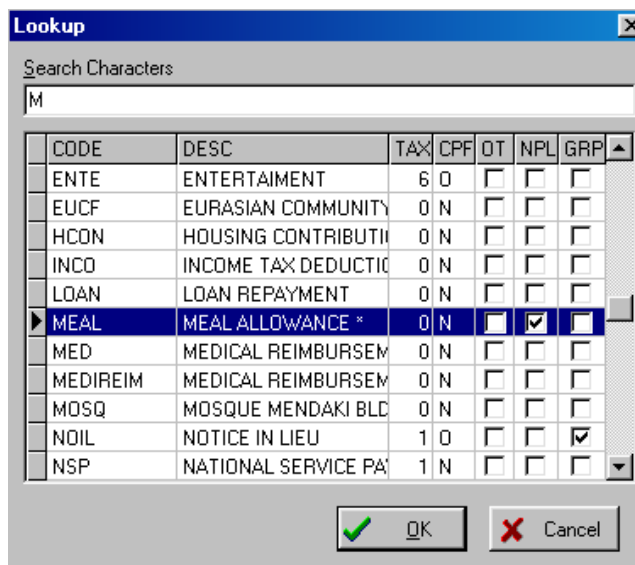 Lookup
Search Characters
M
CODE DESC TAX CPF OT NPL GRP
ENTE ENTERTAIMENT 6 O
EUCF EURASIAN COMMUNITY 0 N
HCON HOUSING CONTRIBUTI 0 N
INCO INCOME TAX DEDUCTIO 0 N
LOAN LOAN REPAYMENT 0 N
MEAL MEAL ALLOWANCE * 0 N
MED MEDICAL REIMBURSEM 0 N
MEDIREIM MEDICAL REIMBURSEM 0 N
MOSQ MOSQUE MENDAKI BLD 0 N
NOIL NOTICE IN LIEU 1 O
NSP NATIONAL SERVICE PAY 1 N
OK Cancel